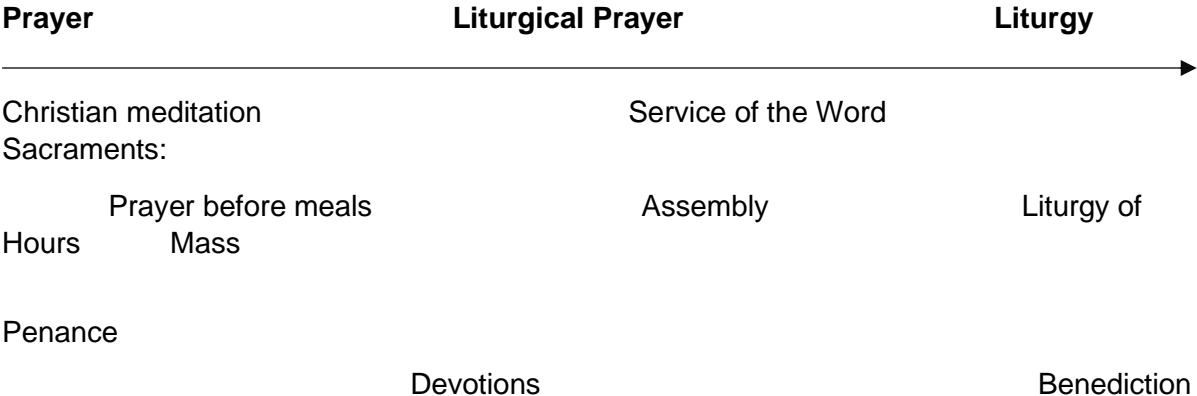 Prayer Liturgical Prayer Liturgy
Christian meditation Service of the Word
Sacraments:
Prayer before meals Assembly Liturgy of
Hours Mass
Penance
Devotions Benediction